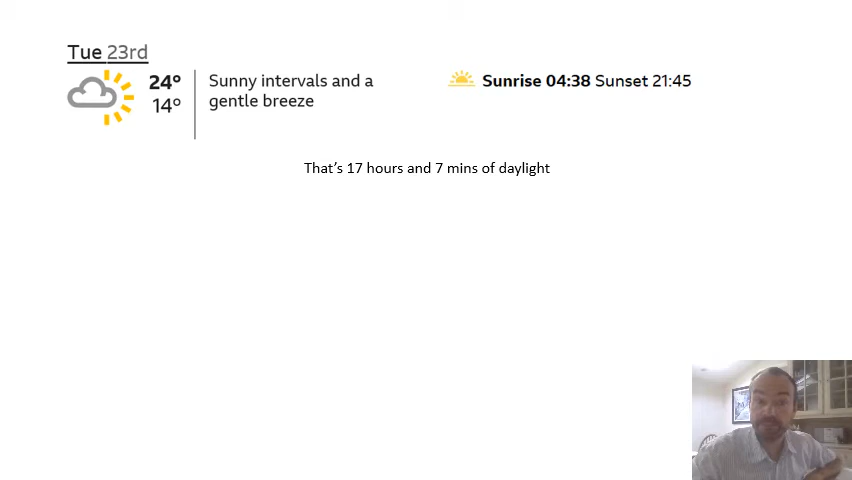 Tue 23rd
24°
14°
Sunny intervals and a
gentle breeze
Sunrise 04:38 Sunset 21:45
That's 17 hours and 7 mins of daylight